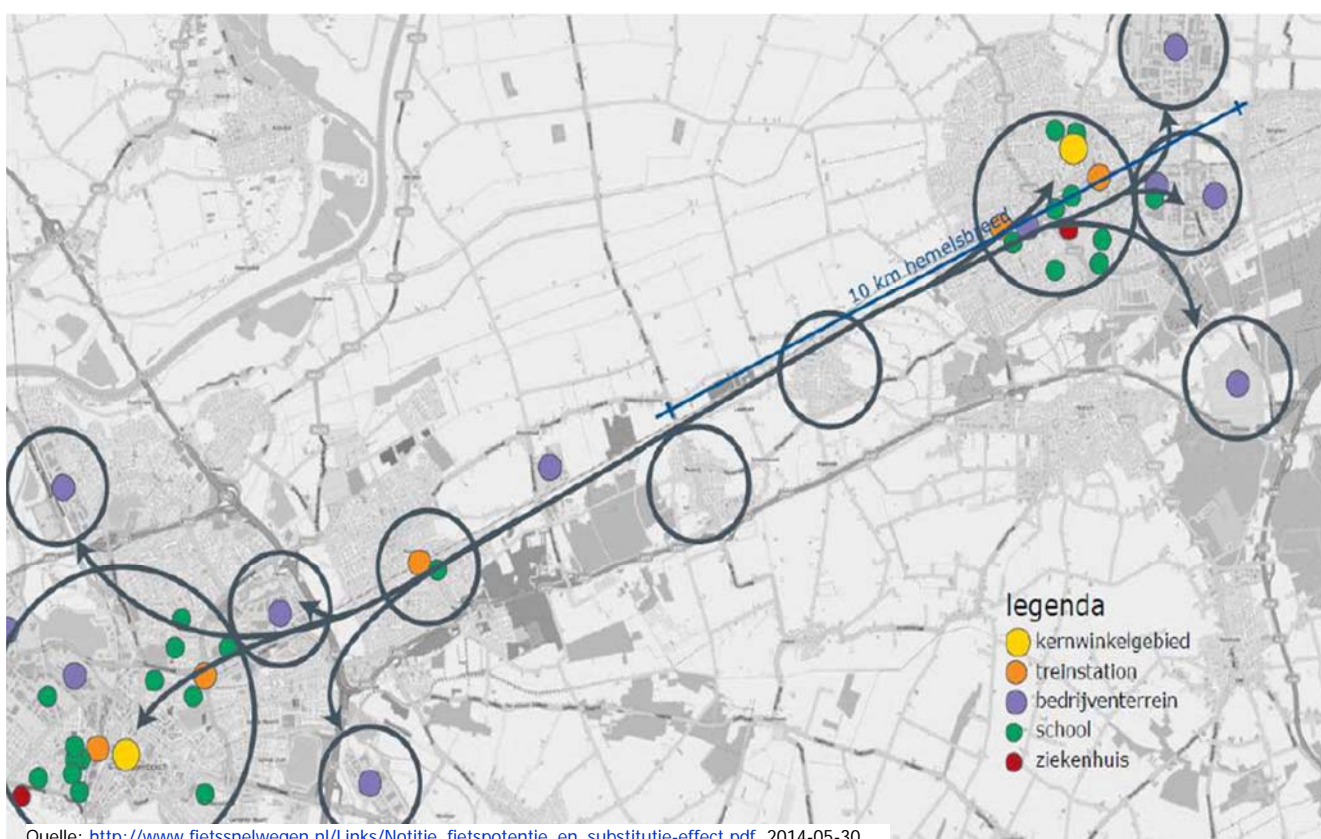 10 km hemelsbreed
legenda
kernwinkelgebied
treinstation
bedrijventerrein
school
ziekenhuis
Quelle: http://www.fietssnelwegen.nl/Links/Notitie_fietspotentie_en_substitutie-effect.pdf, 2014-05-30